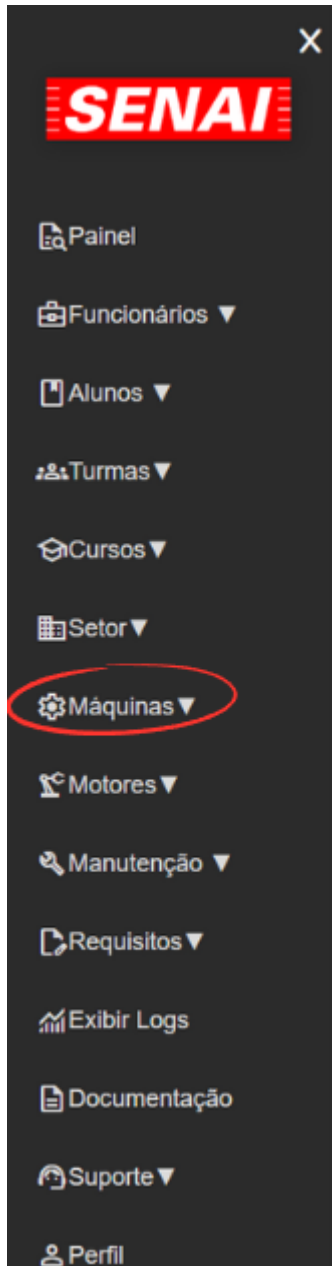 X
SENAI
Painel
Funcionários ▼
Alunos ▼
Turmas ▼
Cursos ▼
Setor ▼
Máquinas ▼
Motores ▼
Manutenção ▼
Requisitos ▼
Exibir Logs
Documentação
Suporte ▼
Perfil